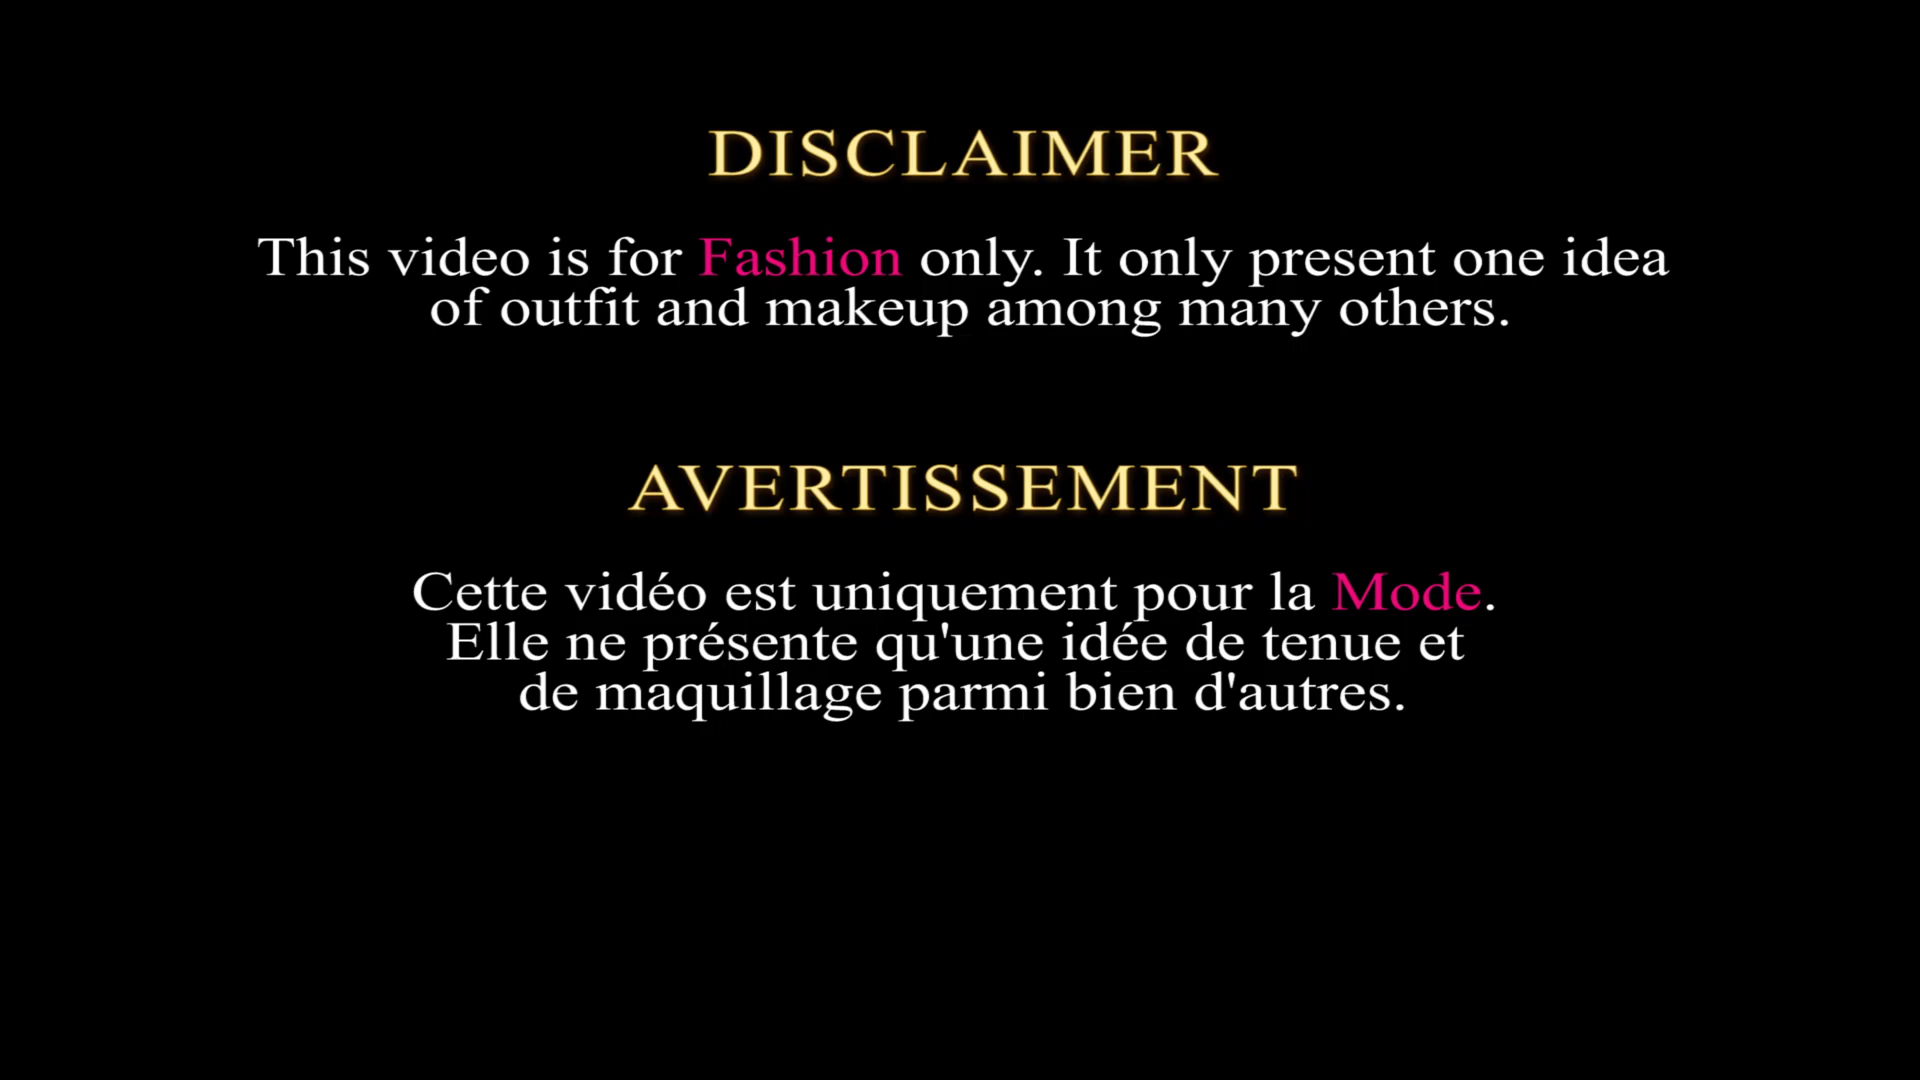 DISCLAIMER
This video is for Fashion only. It only present one idea
of outfit and makeup among many others.
AVERTISSEMENT
Cette vidéo est uniquement pour la Mode.
Elle ne présente qu'une idée de tenue et
de maquillage parmi bien d'autres.